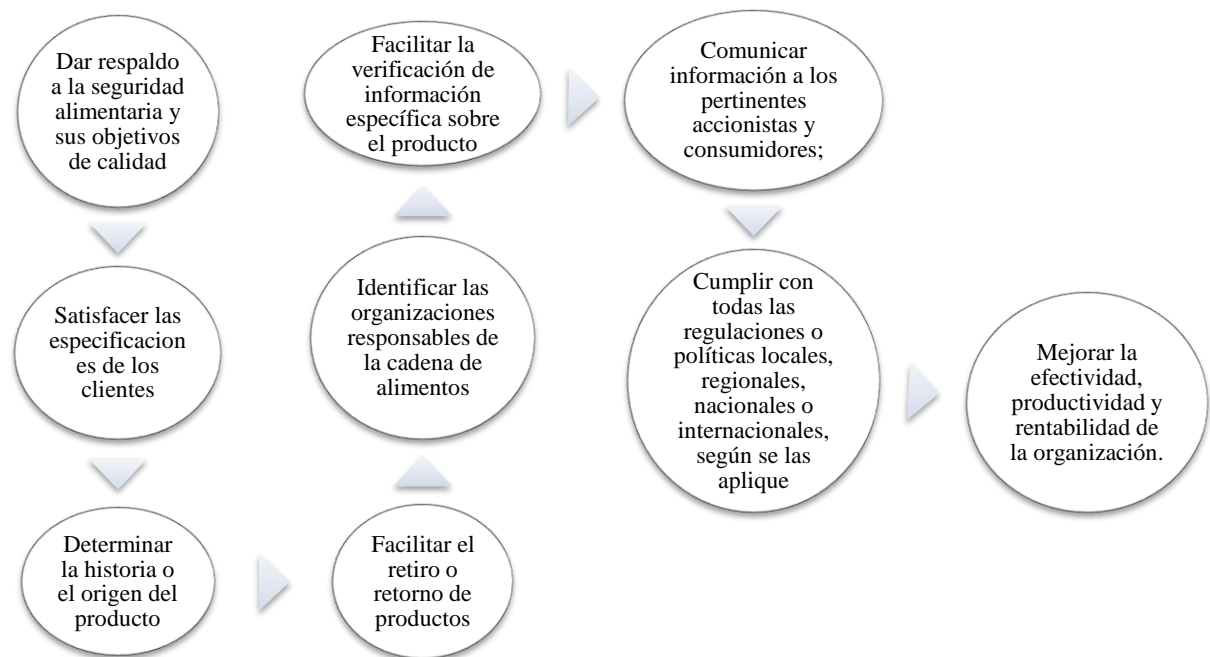 Dar respaldo
a la seguridad
alimentaria y
sus objetivos
de calidad
Satisfacer las
especificacion
es de los
clientes
Determinar
la historia o
el origen del
producto
Facilitar el
retiro o
retorno de
productos
Identificar las
organizaciones
responsables de
la cadena de
alimentos
Facilitar la
verificación de
información
específica sobre
el producto
Comunicar
información a los
pertinentes
accionistas y
consumidores;
Cumplir con
todas las
regulaciones o
políticas locales,
regionales,
nacionales o
internacionales,
según se las
aplique
Mejorar la
efectividad,
productividad y
rentabilidad de
la organización.